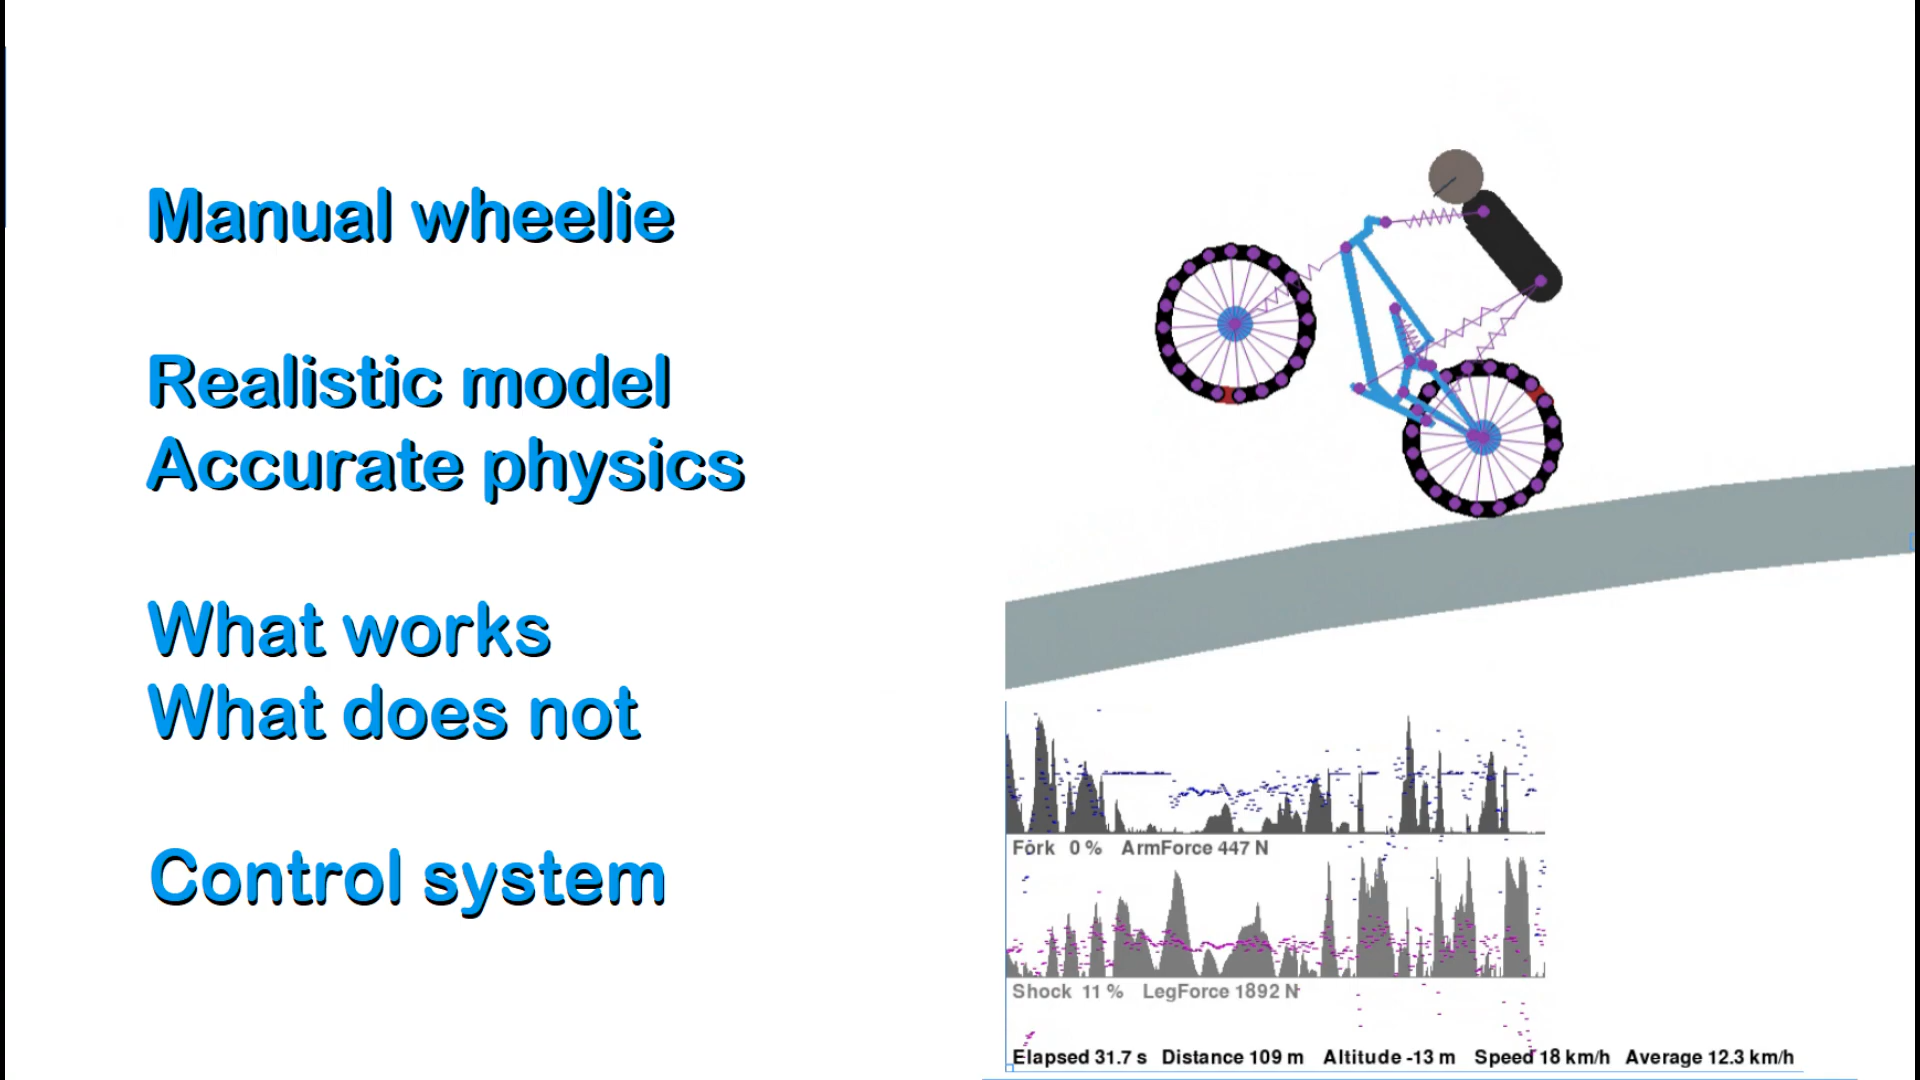 Manual wheelie
Realistic model
Accurate physics
What works
What does not
Control system
Fork 0 % ArmForce 447 N
Shock 11 % LegForce 1892 N
Elapsed 31.7 s Distance 109 m Altitude -13 m Speed 18 km/h Average 12.3 km/h